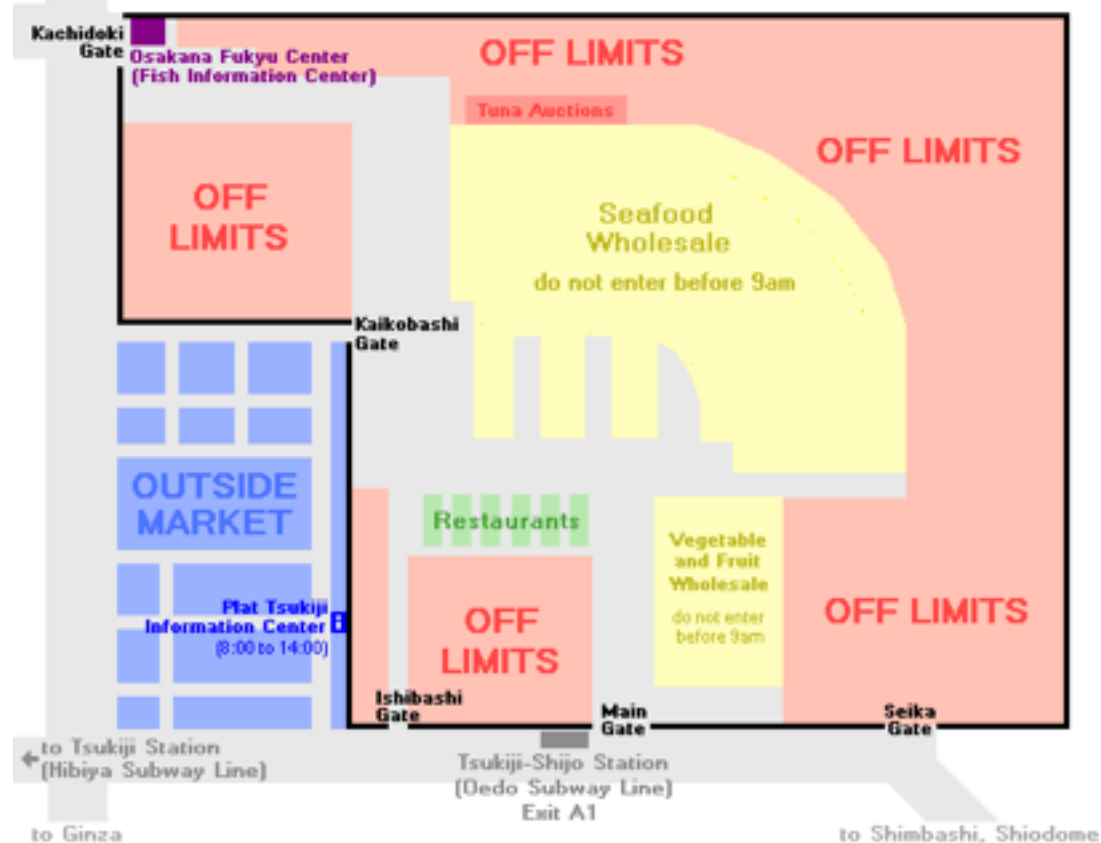 Kachidoki
Gate
Osakana Fukyu Center
(Fish Information Center)
OFF LIMITS
Tuna Auctions
OFF LIMITS
OFF
LIMITS
Seafood
Wholesale
do not enter before 9am
Kaikobashi
Gate
OUTSIDE
MARKET
Restaurants
Vegetable
and Fruit
Wholesale
do not enter
before 9am
Plat Tsukiji
Information Center
(8:00 to 14:00)
OFF
LIMITS
OFF LIMITS
Ishibashi
Gate
Main
Gate
Seika
Gate
to Tsukiji Station
(Hibiya Subway Line)
Tsukiji-Shijo Station
(Oedo Subway Line)
Exit A1
to Ginza
to Shimbashi, Shiodome